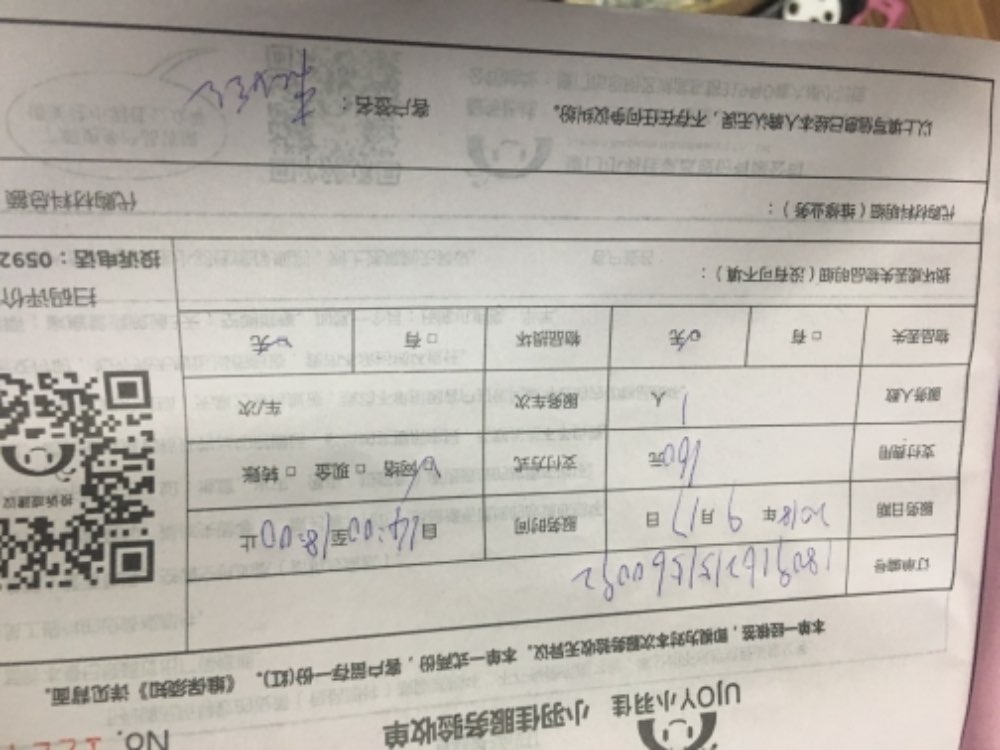 UJOY小羽佳 小羽佳服务验收单 No.
本单一经接签，即视为对本次服务验收无异议。本单一式两份，客户留存一份(红)。《维保须知》详见背面。
订单编号
服务日期 2018年9月17日 服务时间 自14:00至18:00止
支付费用 160元 支付方式 网络 □现金 □转账
服务人数 1人 服务车次 车/次
物品丢失 □有 无 物品损坏 □有 无
损坏或丢失物品明细（没有可不填）：
代购材料明细（维修业务）： 代购材料总额
以上填写信息已经本人确认无误，不存在任何争议纠纷。 客户签名：
投诉或建议
扫码评价
投诉电话：0592